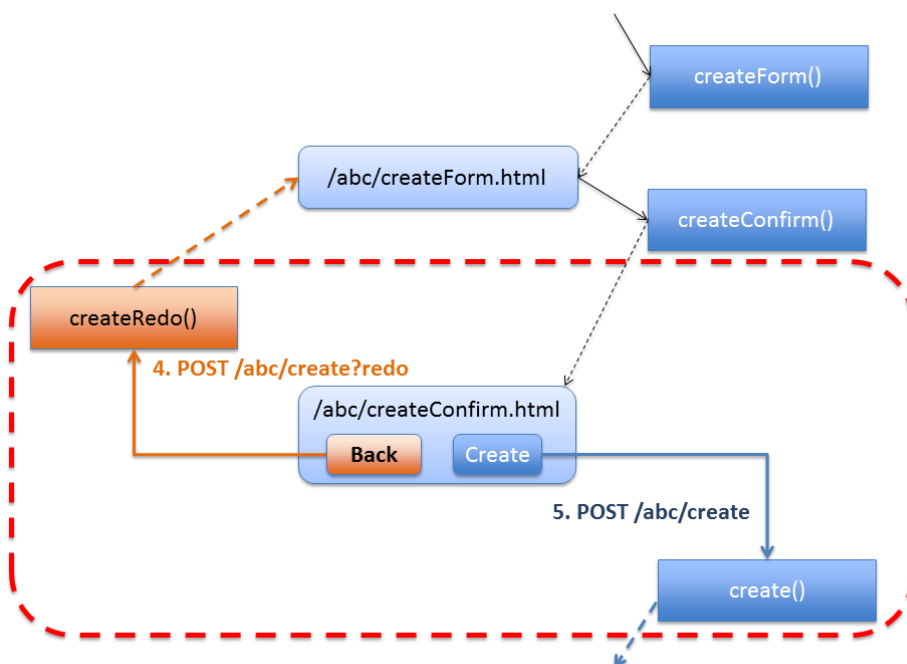 createForm()
/abc/createForm.html
createConfirm()
createRedo()
4. POST /abc/create?redo
/abc/createConfirm.html
Back
Create
5. POST /abc/create
create()